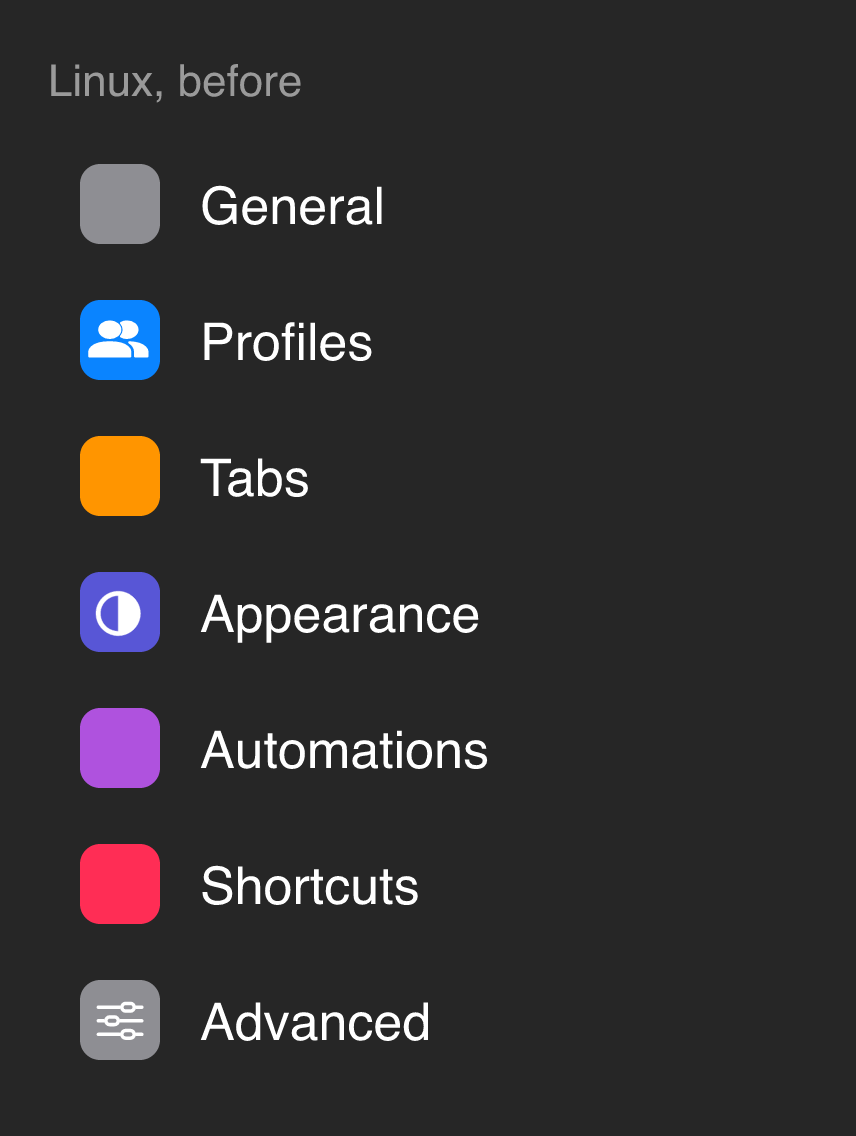 Linux, before
General
Profiles
Tabs
Appearance
Automations
Shortcuts
Advanced